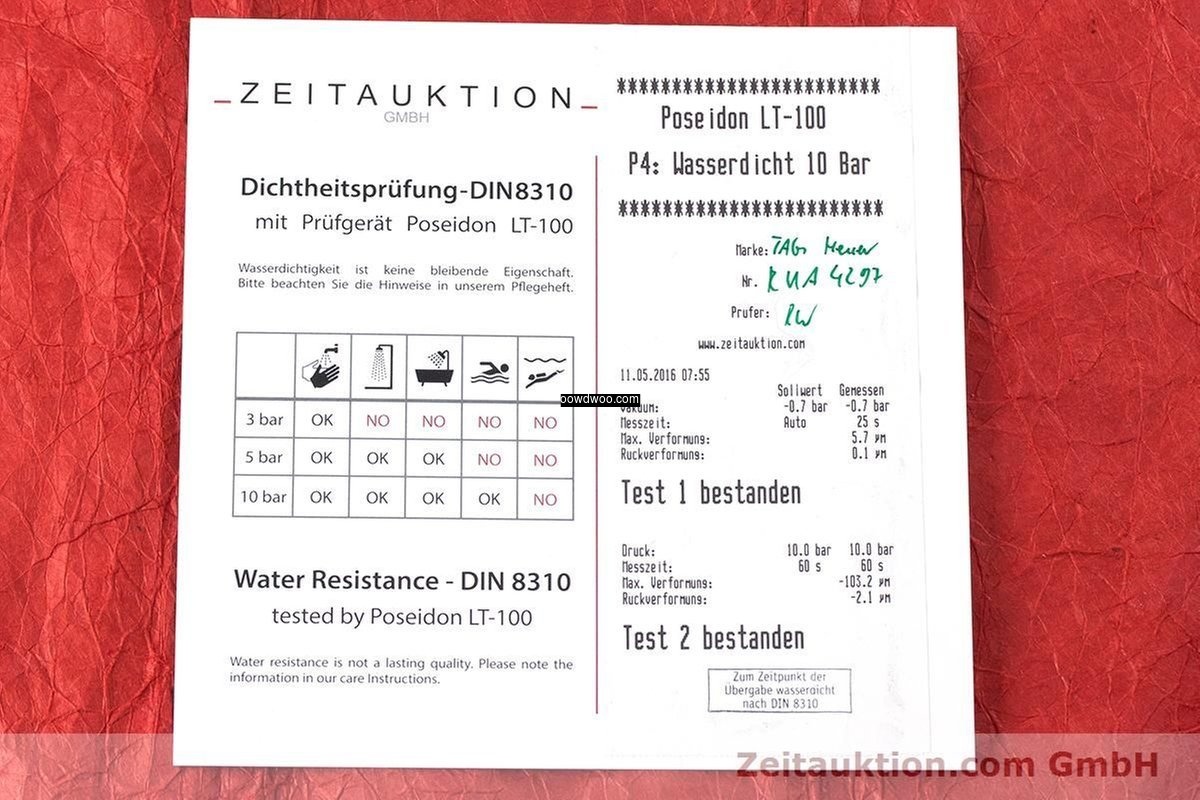 ZEITAUKTION
GMBH
Dichtheitsprüfung-DIN8310
mit Prüfgerät Poseidon LT-100
Wasserdichtigkeit ist keine bleibende Eigenschaft.
Bitte beachten Sie die Hinweise in unserem Pflegeheft.
3 bar OK NO NO NO NO
5 bar OK OK OK NO NO
10 bar OK OK OK OK NO
Water Resistance - DIN 8310
tested by Poseidon LT-100
Water resistance is not a lasting quality. Please note the
information in our care Instructions.
************************
Poseidon LT-100
P4: Wasserdicht 10 Bar
************************
Marke: TAG Heuer
Nr. KUA 4297
Prufer: RW
www.zeitauktion.com
11.05.2016 07:55
Sollwert Gemessen
Vakuum: -0.7 bar -0.7 bar
Messzeit: Auto 25 s
Max. Verformung: 5.7 µm
Ruckverformung: 0.1 µm
Test 1 bestanden
Druck: 10.0 bar 10.0 bar
Messzeit: 60 s 60 s
Max. Verformung: -103.2 µm
Ruckverformung: -2.1 µm
Test 2 bestanden
Zum Zeitpunkt der
Übergabe wasserdicht
nach DIN 8310
oowdwoo.com
Zeitauktion.com GmbH